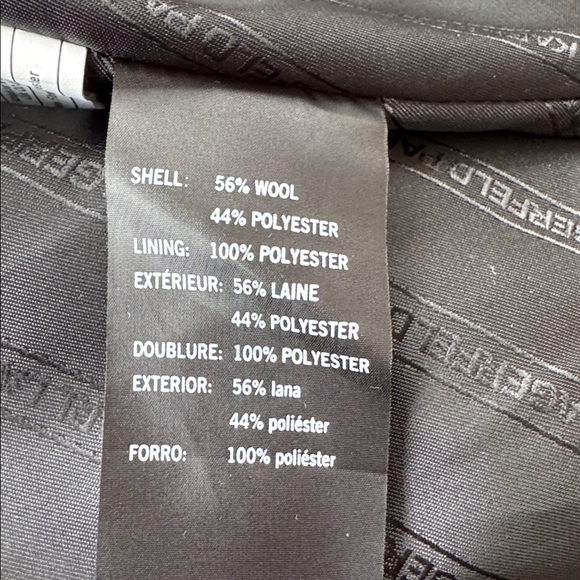 SHELL: 56% WOOL
44% POLYESTER
LINING: 100% POLYESTER
EXTÉRIEUR: 56% LAINE
44% POLYESTER
DOUBLURE: 100% POLYESTER
EXTERIOR: 56% lana
44% poliéster
FORRO: 100% poliéster